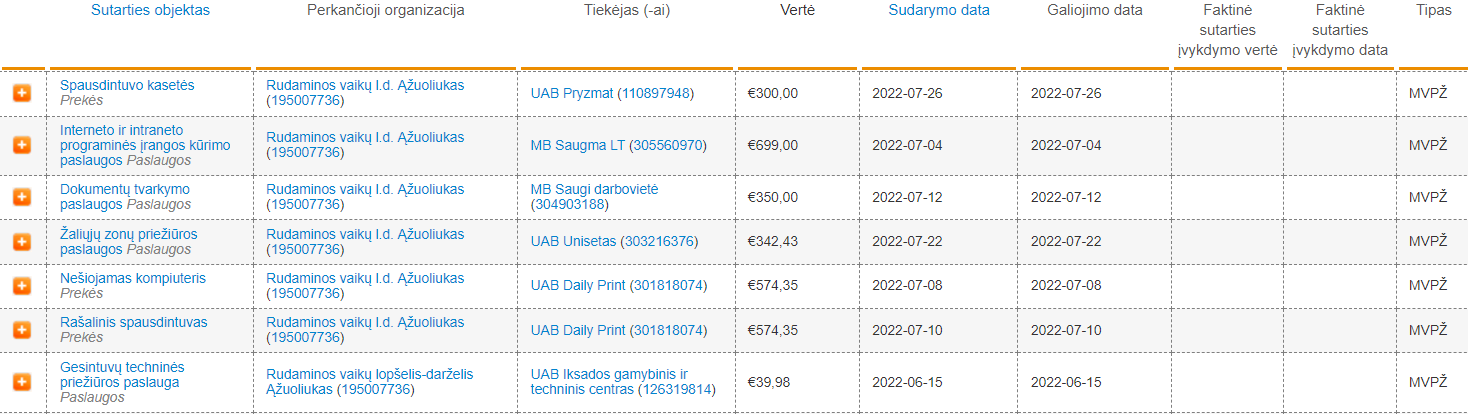 Sutarties objektas Perkančioji organizacija Tiekėjas (-ai) Vertė Sudarymo data Galiojimo data Faktinė sutarties įvykdymo vertė Faktinė sutarties įvykdymo data Tipas
Spausdintuvo kasetės
Prekės
Rudaminos vaikų l.d. Ąžuoliukas
(195007736)
UAB Pryzmat (110897948)
€300,00
2022-07-26
2022-07-26
MVPŽ
Interneto ir intraneto
programinės įrangos kūrimo
paslaugos Paslaugos
Rudaminos vaikų l.d. Ąžuoliukas
(195007736)
MB Saugma LT (305560970)
€699,00
2022-07-04
2022-07-04
MVPŽ
Dokumentų tvarkymo
paslaugos Paslaugos
Rudaminos vaikų l.d. Ąžuoliukas
(195007736)
MB Saugi darbovietė
(304903188)
€350,00
2022-07-12
2022-07-12
MVPŽ
Žaliųjų zonų priežiūros
paslaugos Paslaugos
Rudaminos vaikų l.d. Ąžuoliukas
(195007736)
UAB Unisetas (303216376)
€342,43
2022-07-22
2022-07-22
MVPŽ
Nešiojamas kompiuteris
Prekės
Rudaminos vaikų l.d. Ąžuoliukas
(195007736)
UAB Daily Print (301818074)
€574,35
2022-07-08
2022-07-08
MVPŽ
Rašalinis spausdintuvas
Prekės
Rudaminos vaikų l.d. Ąžuoliukas
(195007736)
UAB Daily Print (301818074)
€574,35
2022-07-10
2022-07-10
MVPŽ
Gesintuvų techninės
priežiūros paslauga
Paslaugos
Rudaminos vaikų lopšelis-darželis
Ąžuoliukas (195007736)
UAB Iksados gamybinis ir
techninis centras (126319814)
€39,98
2022-06-15
2022-06-15
MVPŽ